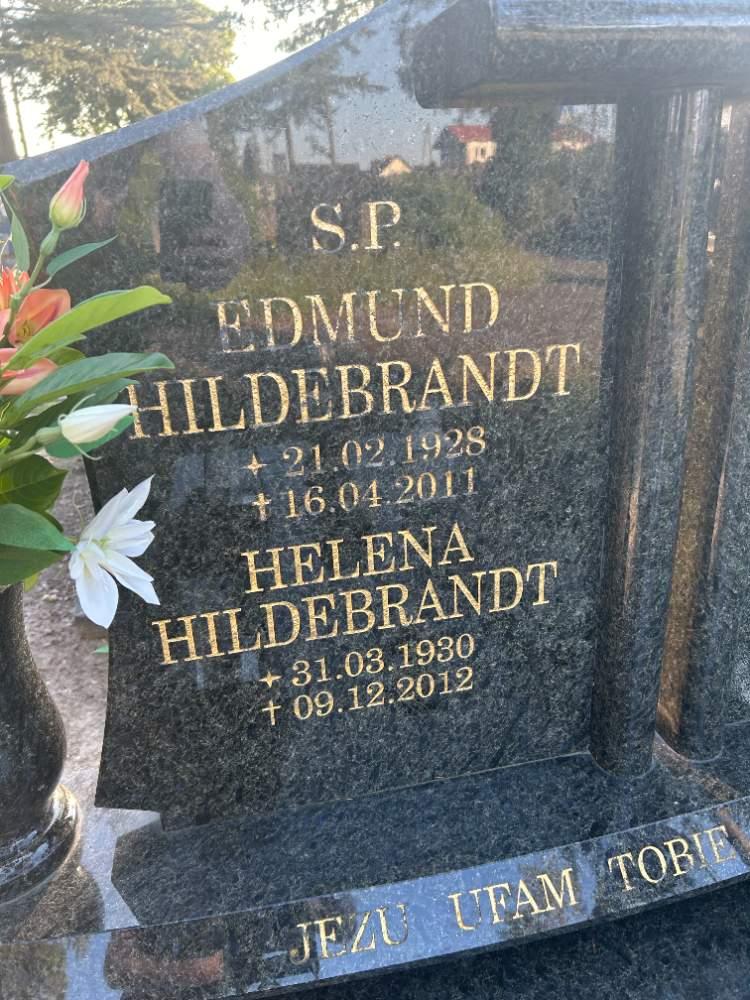 S.P.
EDMUND
HILDEBRANDT
21.02.1928
†16.04.2011
HELENA
HILDEBRANDT
31.03.1930
†09.12.2012
JEZU UFAM TOBIE